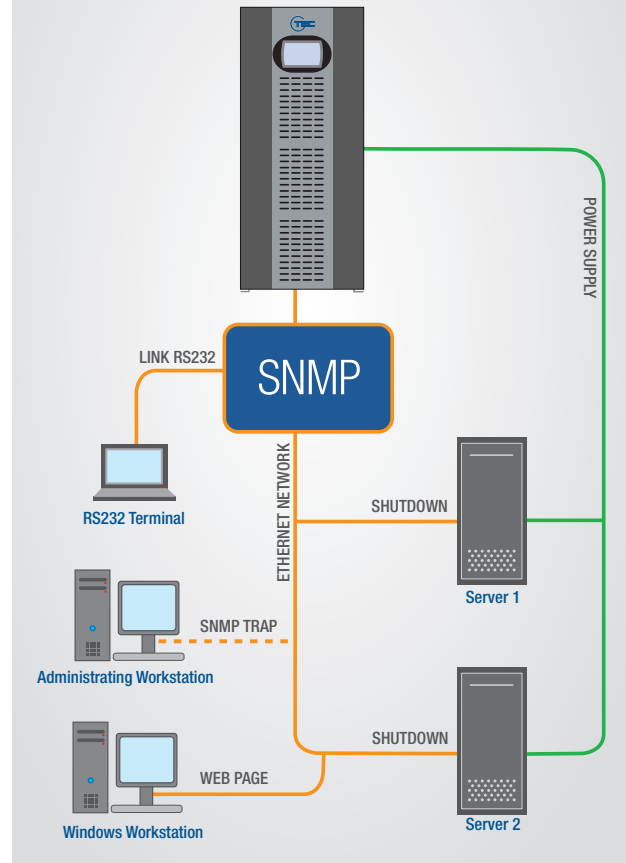 TEC
POWER SUPPLY
LINK RS232
SNMP
RS232 Terminal
ETHERNET NETWORK
SHUTDOWN
Server 1
SNMP TRAP
Administrating Workstation
SHUTDOWN
WEB PAGE
Windows Workstation
Server 2